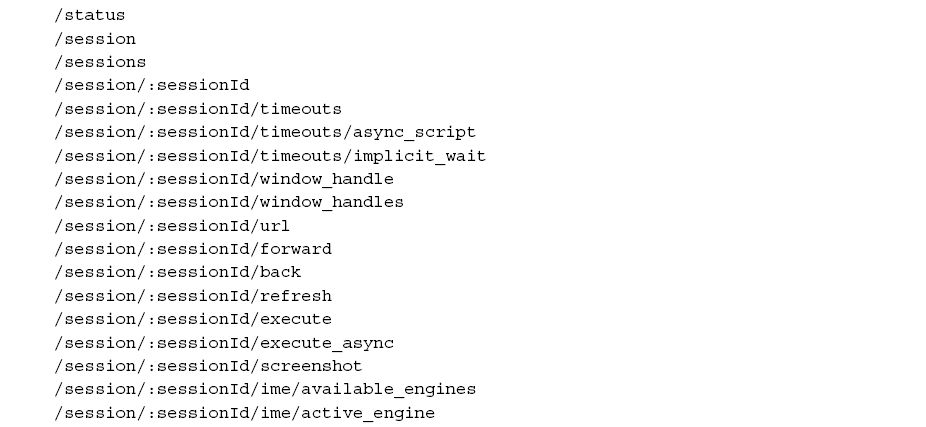 /status
/session
/sessions
/session/:sessionId
/session/:sessionId/timeouts
/session/:sessionId/timeouts/async_script
/session/:sessionId/timeouts/implicit_wait
/session/:sessionId/window_handle
/session/:sessionId/window_handles
/session/:sessionId/url
/session/:sessionId/forward
/session/:sessionId/back
/session/:sessionId/refresh
/session/:sessionId/execute
/session/:sessionId/execute_async
/session/:sessionId/screenshot
/session/:sessionId/ime/available_engines
/session/:sessionId/ime/active_engine